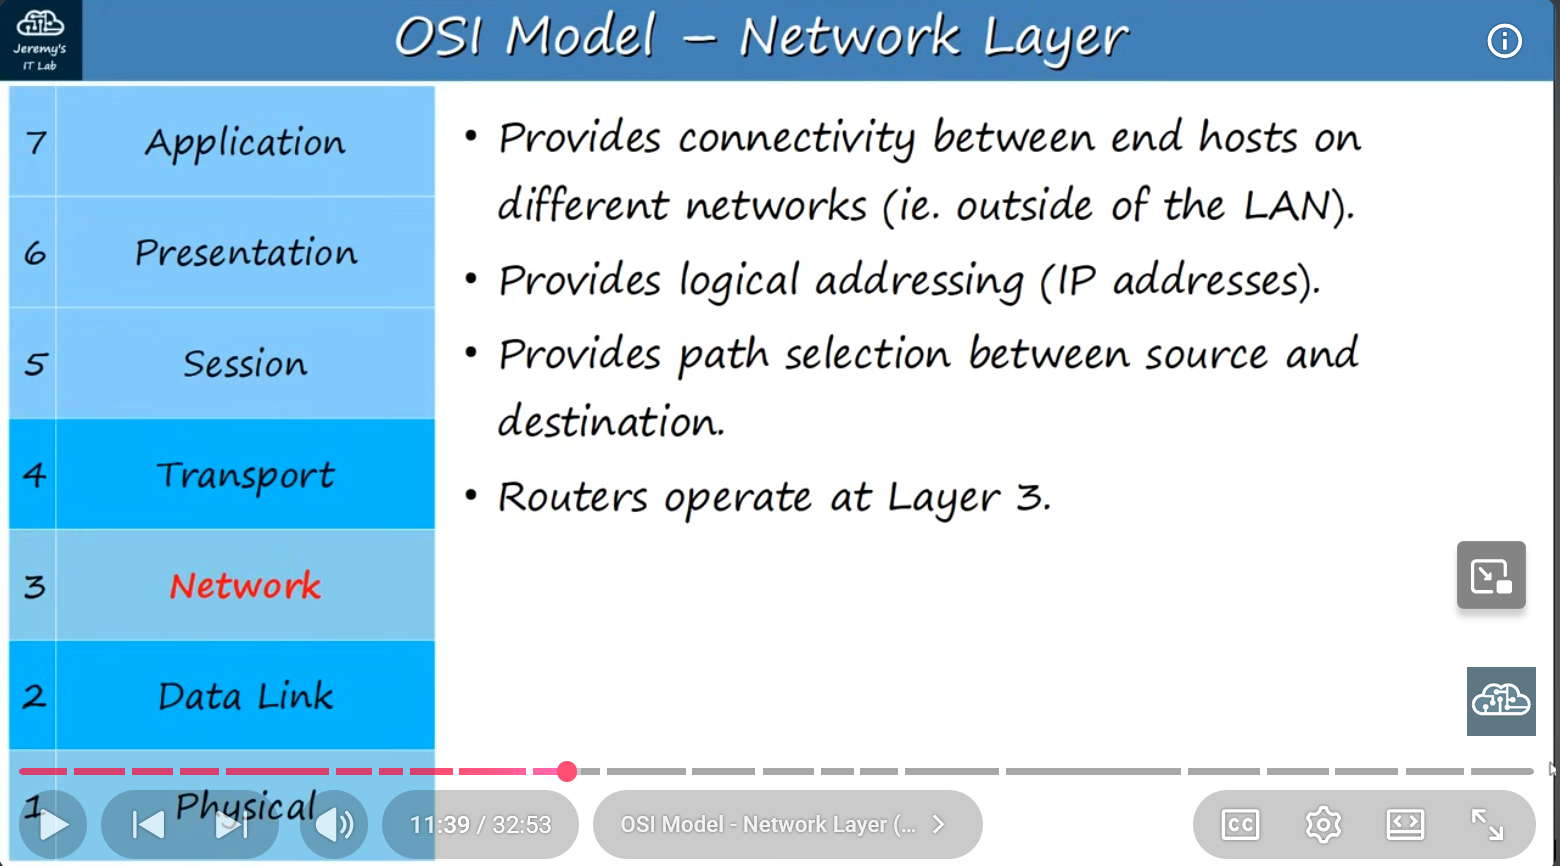 Jeremy's
IT Lab
OSI Model – Network Layer
7 Application
6 Presentation
5 Session
4 Transport
3 Network
2 Data Link
1 Physical
• Provides connectivity between end hosts on
different networks (ie. outside of the LAN).
• Provides logical addressing (IP addresses).
• Provides path selection between source and
destination.
• Routers operate at Layer 3.
11:39 / 32:53
OSI Model - Network Layer (...
CC